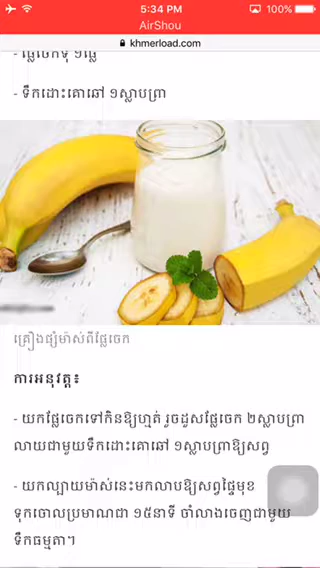 5:34 PM
100%
AirShou
khmerload.com
- ផ្លែចេកទុំ ១ផ្លែ
- ទឹកដោះគោឆៅ ១ស្លាបព្រា
គ្រឿងផ្សំម៉ាស់ពីផ្លែចេក
ការអនុវត្ត៖
- យកផ្លែចេកទៅកិនឱ្យហ្មត់ រួចដួសផ្លែចេក ២ស្លាបព្រា
លាយជាមួយទឹកដោះគោឆៅ ១ស្លាបព្រាឱ្យសព្វ
- យកល្បាយម៉ាស់នេះមកលាបឱ្យសព្វផ្ទៃមុខ
ទុកចោលប្រមាណជា ១៥នាទី ចាំលាងចេញជាមួយ
ទឹកធម្មតា។